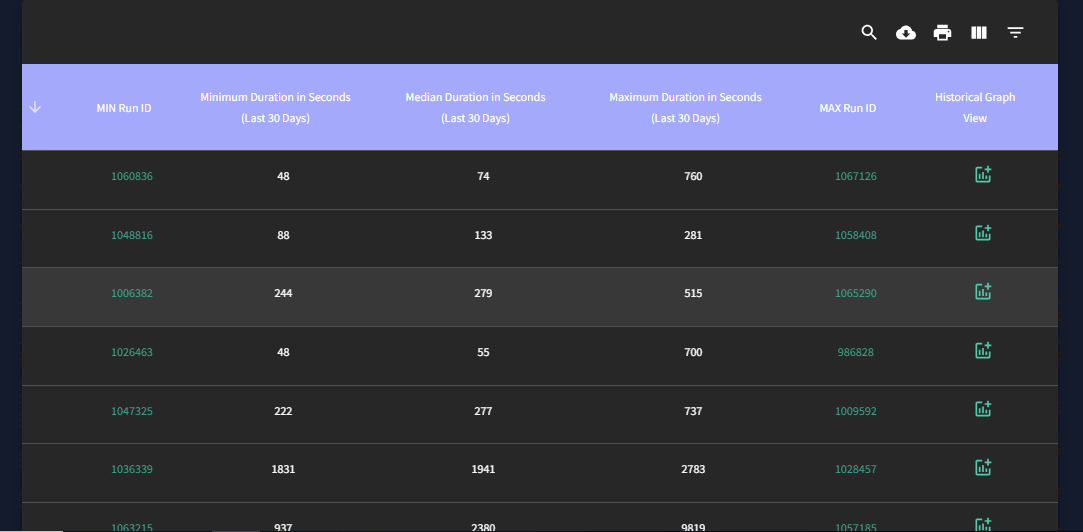 MIN Run ID Minimum Duration in Seconds (Last 30 Days) Median Duration in Seconds (Last 30 Days) Maximum Duration in Seconds (Last 30 Days) MAX Run ID Historical Graph View
1060836 48 74 760 1067126
1048816 88 133 281 1058408
1006382 244 279 515 1065290
1026463 48 55 700 986828
1047325 222 277 737 1009592
1036339 1831 1941 2783 1028457
1063215 937 2380 9819 1057185